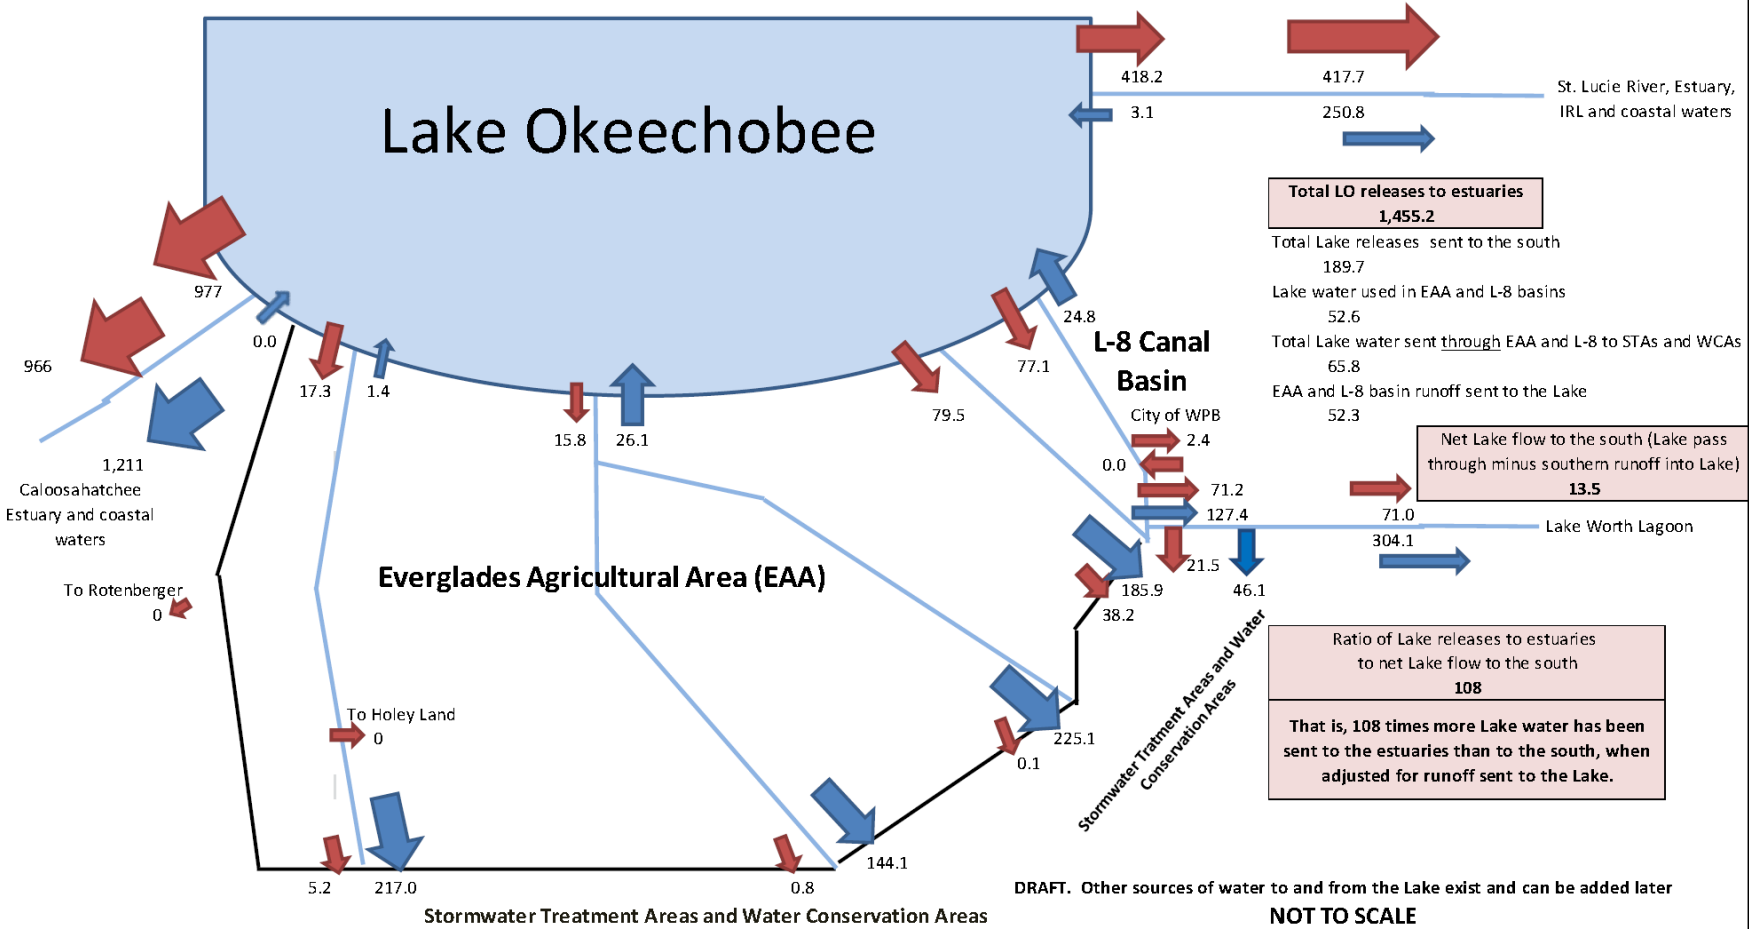 Lake Okeechobee
418.2
417.7
3.1
250.8
St. Lucie River, Estuary,
IRL and coastal waters
Total LO releases to estuaries
1,455.2
Total Lake releases sent to the south
189.7
Lake water used in EAA and L-8 basins
52.6
Total Lake water sent through EAA and L-8 to STAs and WCAs
65.8
EAA and L-8 basin runoff sent to the Lake
52.3
Net Lake flow to the south (Lake pass
through minus southern runoff into Lake)
13.5
977
966
0.0
17.3
1.4
15.8
26.1
79.5
77.1
24.8
L-8 Canal
Basin
City of WPB
2.4
0.0
71.2
127.4
71.0
304.1
Lake Worth Lagoon
1,211
Caloosahatchee
Estuary and coastal
waters
To Rotenberger
0
Everglades Agricultural Area (EAA)
21.5
46.1
185.9
38.2
Stormwater Tratment Areas and Water
Conservation Areas
Ratio of Lake releases to estuaries
to net Lake flow to the south
108
That is, 108 times more Lake water has been
sent to the estuaries than to the south, when
adjusted for runoff sent to the Lake.
To Holey Land
0
225.1
0.1
144.1
5.2
217.0
0.8
DRAFT. Other sources of water to and from the Lake exist and can be added later
Stormwater Treatment Areas and Water Conservation Areas
NOT TO SCALE